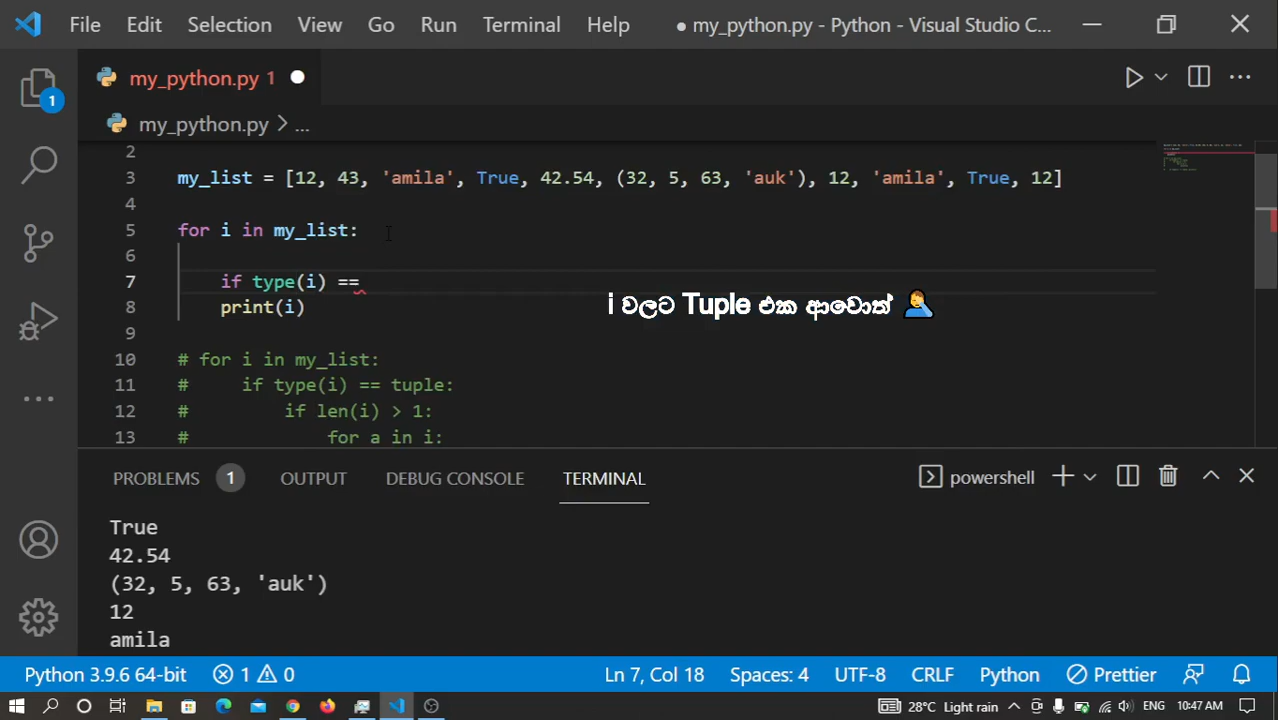 File Edit Selection View Go Run Terminal Help ● my_python.py - Python - Visual Studio C...
1
my_python.py 1
my_python.py > ...
2
3 my_list = [12, 43, 'amila', True, 42.54, (32, 5, 63, 'auk'), 12, 'amila', True, 12]
4
5 for i in my_list:
6
7 if type(i) ==
8 print(i)
i වලට Tuple එක ආවොත්
9
10 # for i in my_list:
11 #     if type(i) == tuple:
12 #         if len(i) > 1:
13 #             for a in i:
PROBLEMS 1 OUTPUT DEBUG CONSOLE TERMINAL powershell
True
42.54
(32, 5, 63, 'auk')
12
amila
Python 3.9.6 64-bit 1 0 Ln 7, Col 18 Spaces: 4 UTF-8 CRLF Python Prettier
28°C Light rain ENG 10:47 AM